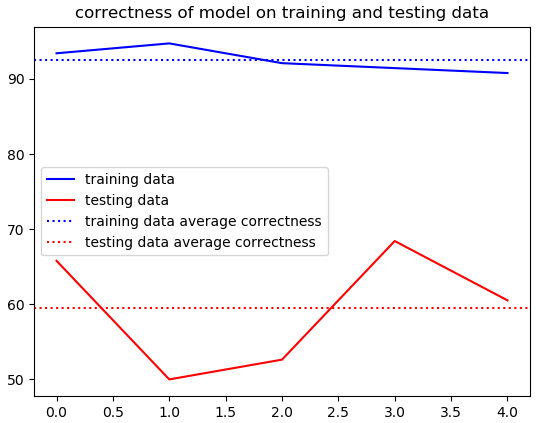 correctness of model on training and testing data
90
80
70
60
50
training data
testing data
training data average correctness
testing data average correctness
0.0 0.5 1.0 1.5 2.0 2.5 3.0 3.5 4.0